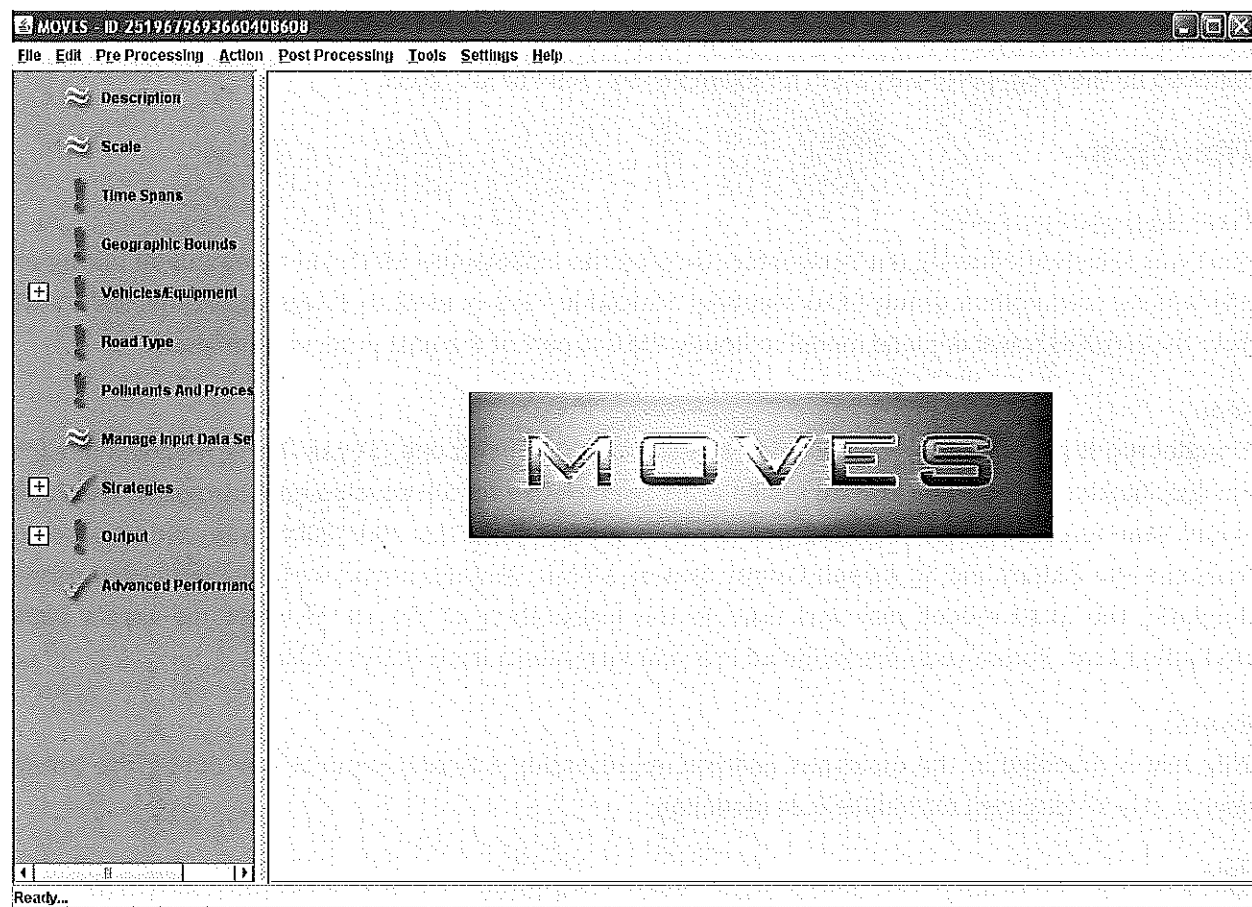 MOVES - ID 2519679693660408608
File Edit Pre Processing Action Post Processing Tools Settings Help
Description
Scale
Time Spans
Geographic Bounds
Vehicles/Equipment
Road Type
Pollutants And Proces
Manage Input Data Se
Strategies
Output
Advanced Performanc
MOVES
Ready...